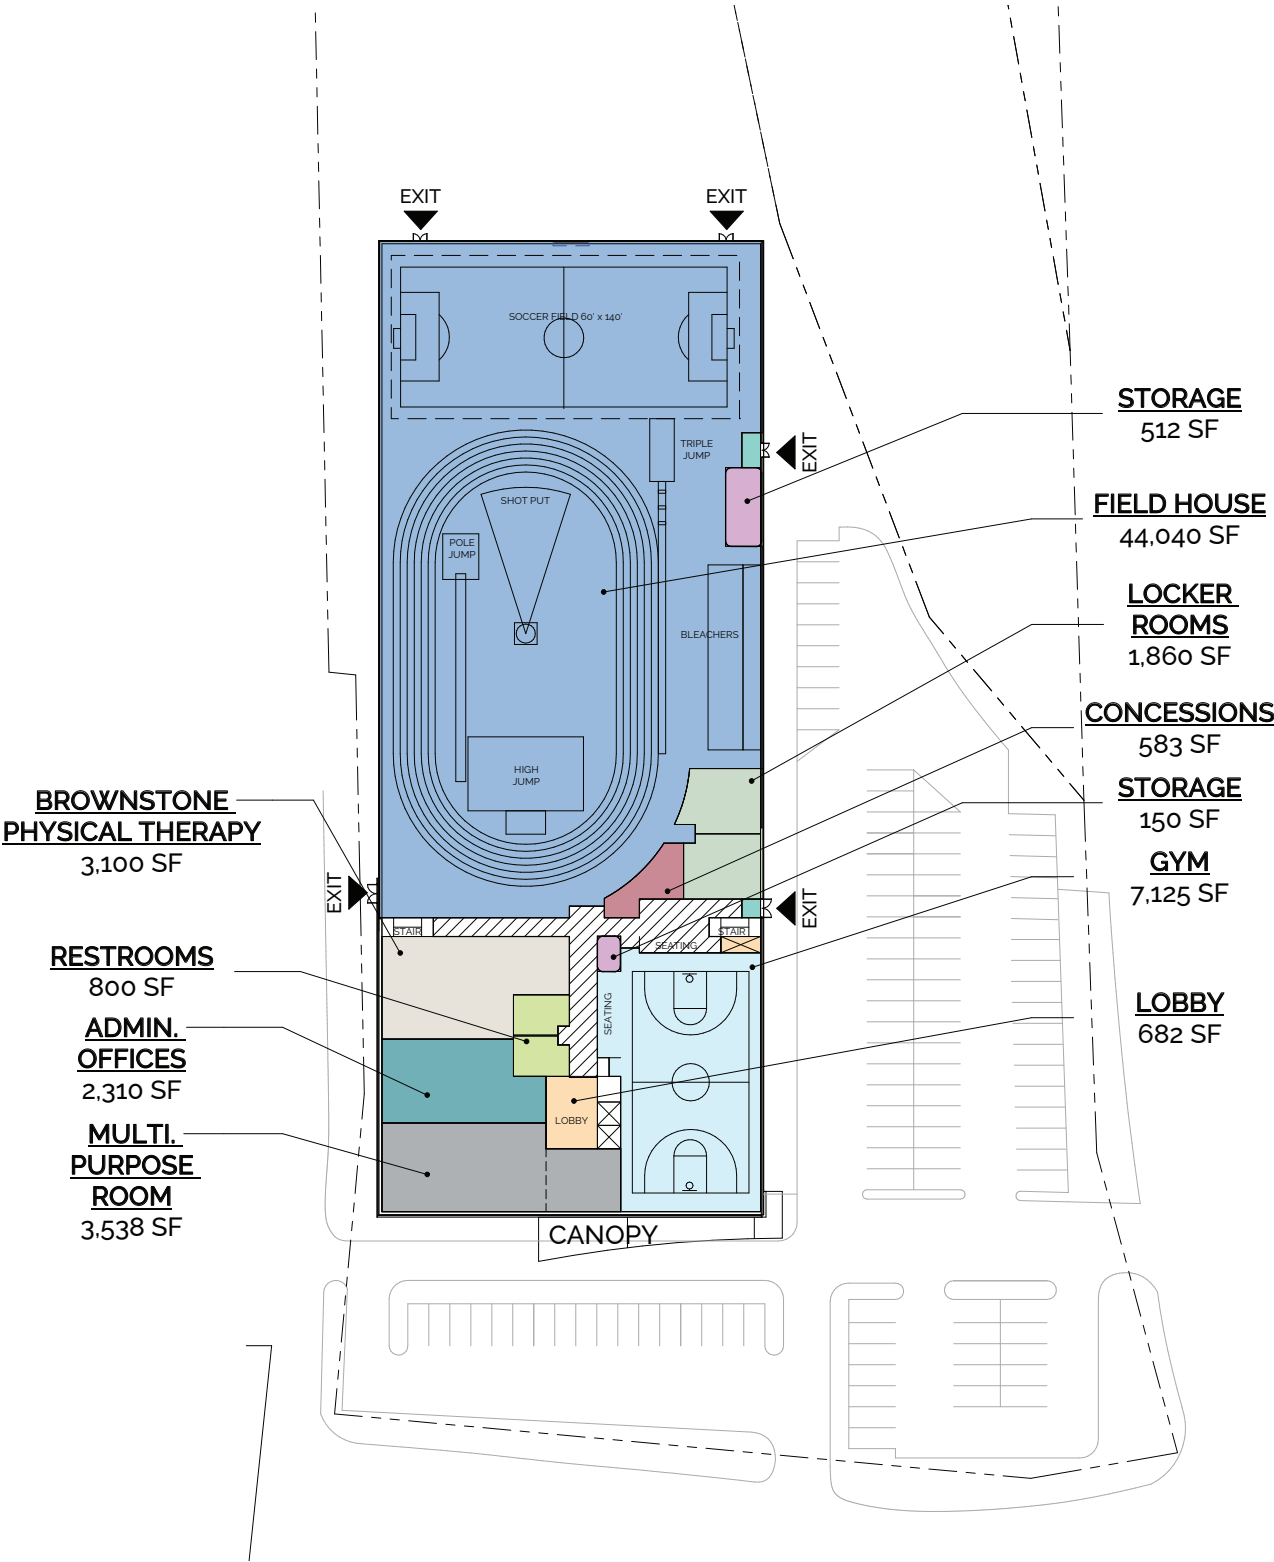 EXIT
EXIT
SOCCER FIELD 60' x 140'
STORAGE
512 SF
TRIPLE
JUMP
EXIT
SHOT PUT
FIELD HOUSE
44,040 SF
POLE
JUMP
LOCKER
ROOMS
1,860 SF
BLEACHERS
CONCESSIONS
583 SF
HIGH
JUMP
STORAGE
150 SF
BROWNSTONE
PHYSICAL THERAPY
3,100 SF
GYM
7,125 SF
EXIT
EXIT
STAIR
STAIR
SEATING
RESTROOMS
800 SF
SEATING
LOBBY
682 SF
ADMIN.
OFFICES
2,310 SF
LOBBY
MULTI.
PURPOSE
ROOM
3,538 SF
CANOPY